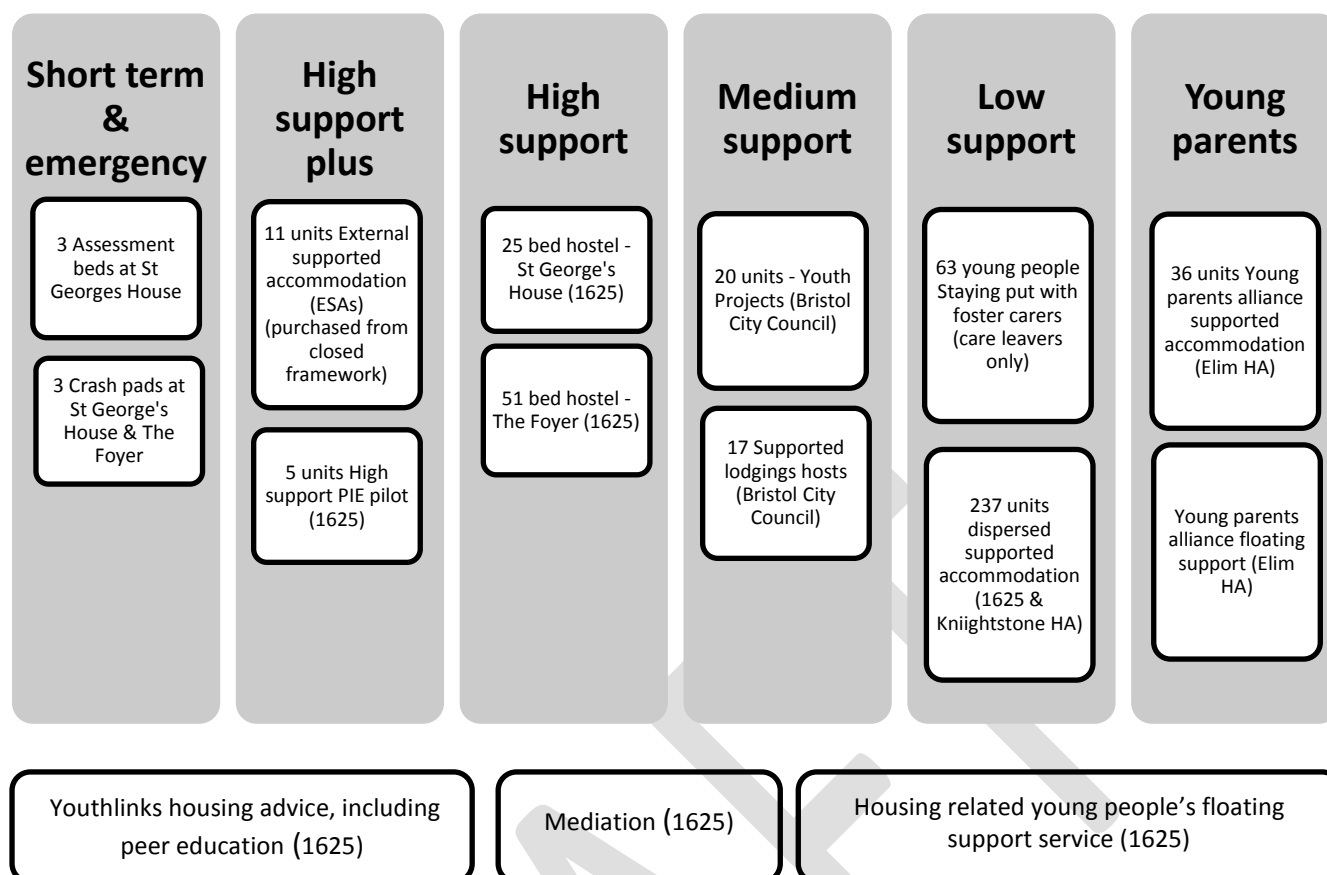 Short term
&
emergency
3 Assessment
beds at St
Georges House
3 Crash pads at
St George's
House & The
Foyer
High
support
plus
11 units External
supported
accommodation
(ESAs)
(purchased from
closed
framework)
5 units High
support PIE pilot
(1625)
High
support
25 bed hostel -
St George's
House (1625)
51 bed hostel -
The Foyer (1625)
Medium
support
20 units - Youth
Projects (Bristol
City Council)
17 Supported
lodgings hosts
(Bristol City
Council)
Low
support
63 young people
Staying put with
foster carers
(care leavers
only)
237 units
dispersed
supported
accommodation
(1625 &
Kniightstone HA)
Young
parents
36 units Young
parents alliance
supported
accommodation
(Elim HA)
Young parents
alliance floating
support (Elim
HA)
Youthlinks housing advice, including
peer education (1625)
Mediation (1625)
Housing related young people’s floating
support service (1625)